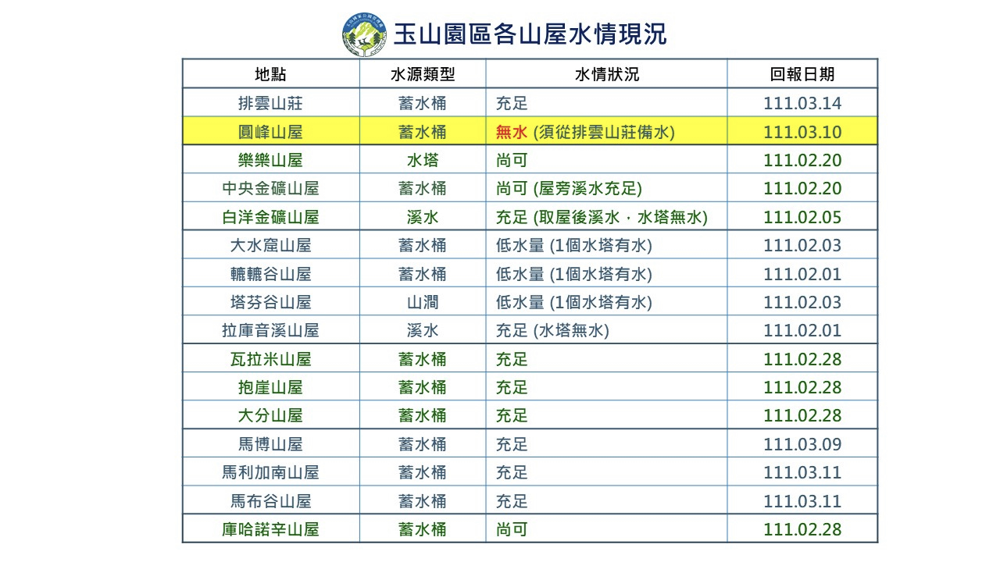 玉山園區各山屋水情現況
地點 水源類型 水情狀況 回報日期
排雲山莊 蓄水桶 充足 111.03.14
圓峰山屋 蓄水桶 無水 (須從排雲山莊備水) 111.03.10
樂樂山屋 水塔 尚可 111.02.20
中央金礦山屋 蓄水桶 尚可 (屋旁溪水充足) 111.02.20
白洋金礦山屋 溪水 充足 (取屋後溪水，水塔無水) 111.02.05
大水窟山屋 蓄水桶 低水量 (1個水塔有水) 111.02.03
轆轆谷山屋 蓄水桶 低水量 (1個水塔有水) 111.02.01
塔芬谷山屋 山澗 低水量 (1個水塔有水) 111.02.03
拉庫音溪山屋 溪水 充足 (水塔無水) 111.02.01
瓦拉米山屋 蓄水桶 充足 111.02.28
抱崖山屋 蓄水桶 充足 111.02.28
大分山屋 蓄水桶 充足 111.02.28
馬博山屋 蓄水桶 充足 111.03.09
馬利加南山屋 蓄水桶 充足 111.03.11
馬布谷山屋 蓄水桶 充足 111.03.11
庫哈諾辛山屋 蓄水桶 尚可 111.02.28